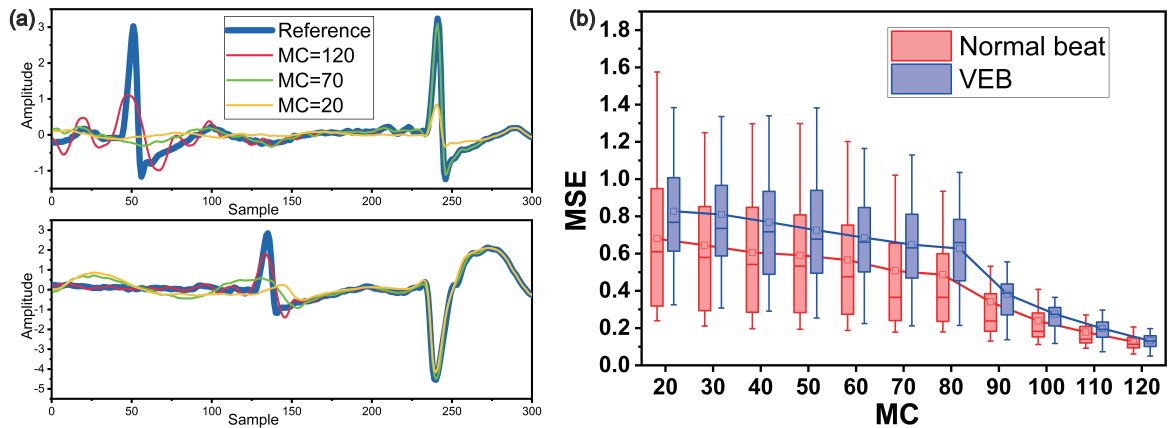 (a)
Amplitude
3
2
1
0
-1
Reference
MC=120
MC=70
MC=20
0 50 100 150 200 250 300
Sample
Amplitude
3
2
1
0
-1
-2
-3
-4
-5
0 50 100 150 200 250 300
Sample
(b)
MSE
1.8
1.6
1.4
1.2
1.0
0.8
0.6
0.4
0.2
0.0
Normal beat
VEB
20 30 40 50 60 70 80 90 100 110 120
MC